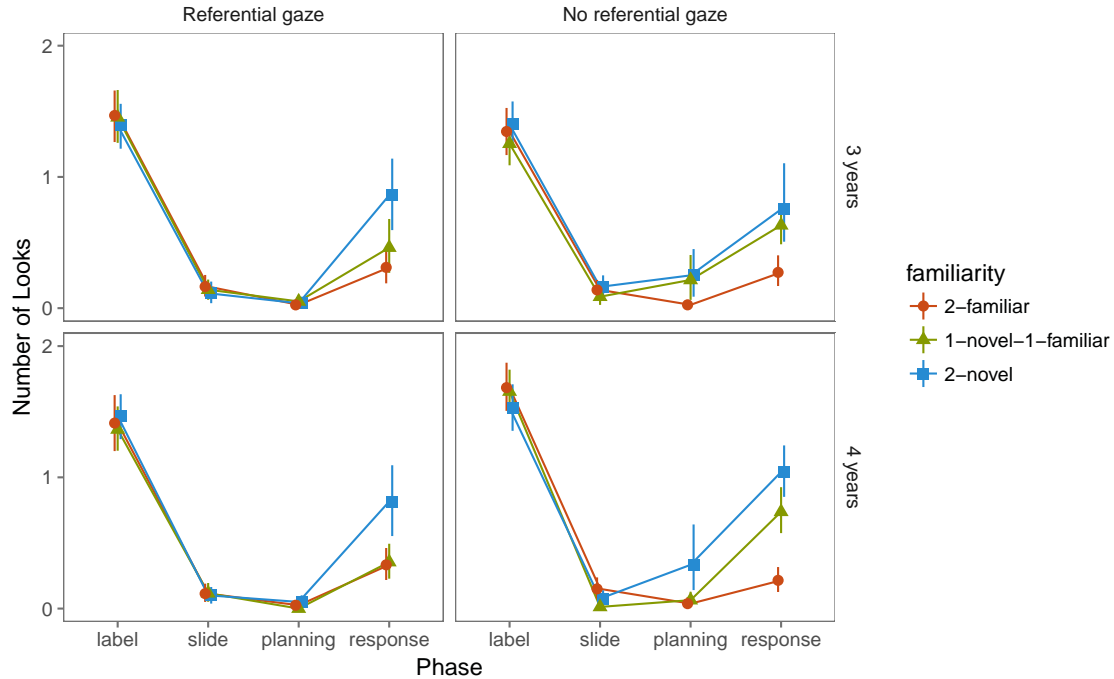 Referential gaze
No referential gaze
2
1
0
3 years
2
1
0
4 years
Number of Looks
label
slide
planning
response
label
slide
planning
response
Phase
familiarity
2−familiar
1−novel−1−familiar
2−novel